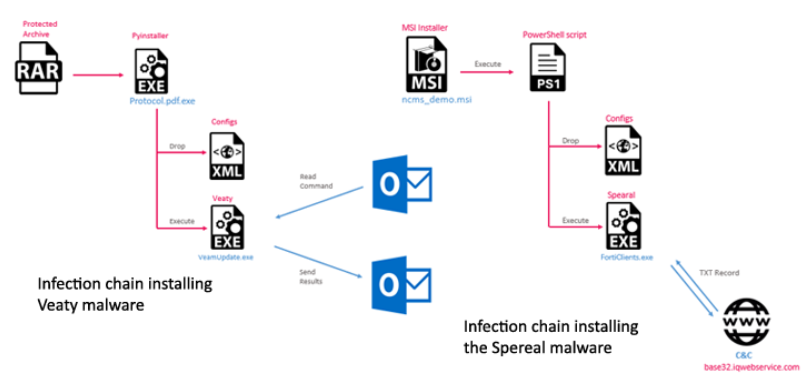 Protected
Archive
RAR
Pyinstaller
EXE
Protocol.pdf.exe
Configs
Drop
XML
Veaty
Execute
EXE
VeamUpdate.exe
Read
Command
Send
Results
Infection chain installing
Veaty malware
MSI Installer
MSI
ncms_demo.msi
Execute
PowerShell script
PS1
Configs
Drop
XML
Spearal
Execute
EXE
FortiClients.exe
TXT Record
WWW
C&C
base32.iqwebservice.com
Infection chain installing
the Spereal malware